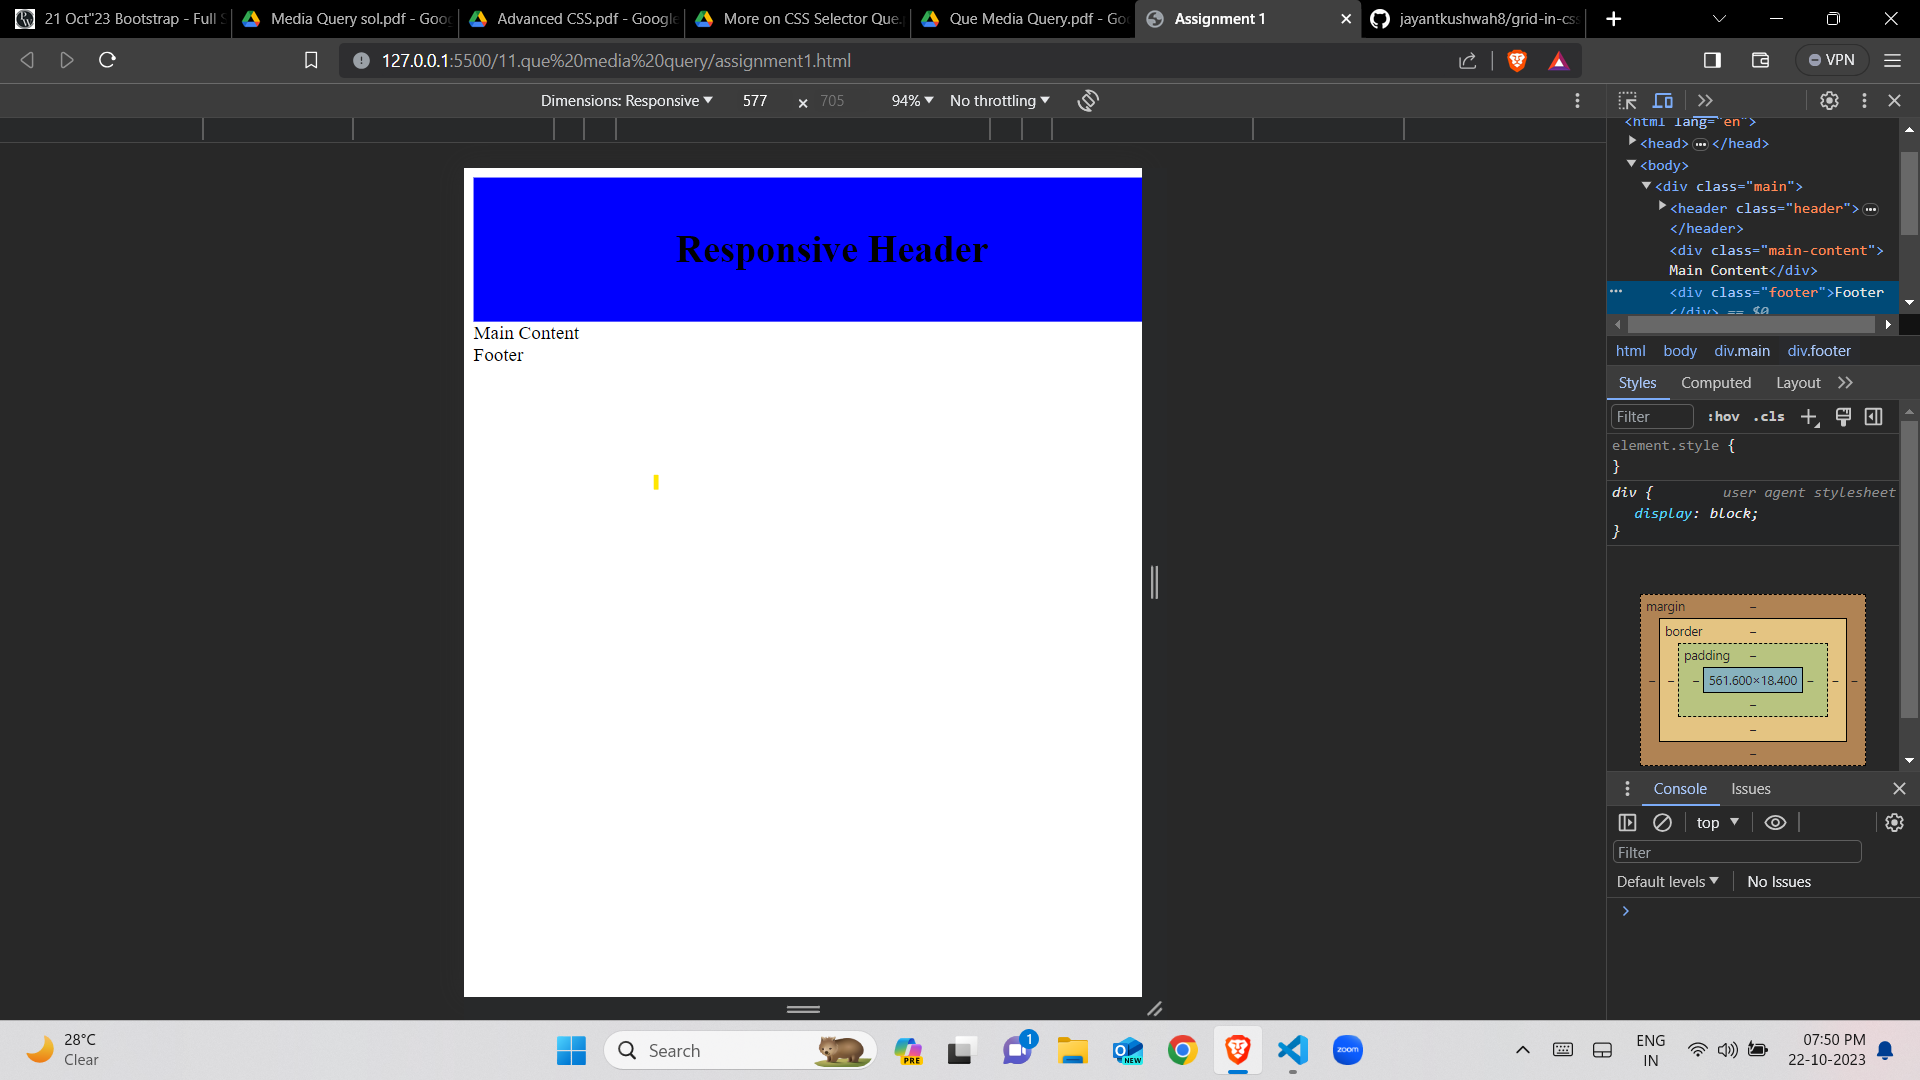 21 Oct"23 Bootstrap - Full S
Media Query sol.pdf - Goo
Advanced CSS.pdf - Google
More on CSS Selector Que.
Que Media Query.pdf - Go
Assignment 1
jayantkushwah8/grid-in-css
127.0.0.1:5500/11.que%20media%20query/assignment1.html
VPN
Dimensions: Responsive 577 × 705 94% No throttling
<html lang="en">
<head> ••• </head>
<body>
<div class="main">
<header class="header"> •••
</header>
<div class="main-content">
Main Content</div>
<div class="footer">Footer
</div> == $0
html body div.main div.footer
Styles Computed Layout
Filter :hov .cls
element.style {
}
div { user agent stylesheet
display: block;
}
margin –
border –
padding –
– – – 561.600×18.400 – – –
–
–
–
Console Issues
top
Filter
Default levels No Issues
Responsive Header
Main Content
Footer
28°C
Clear
Search
PRE
1
NEW
zoom
ENG
IN
07:50 PM
22-10-2023